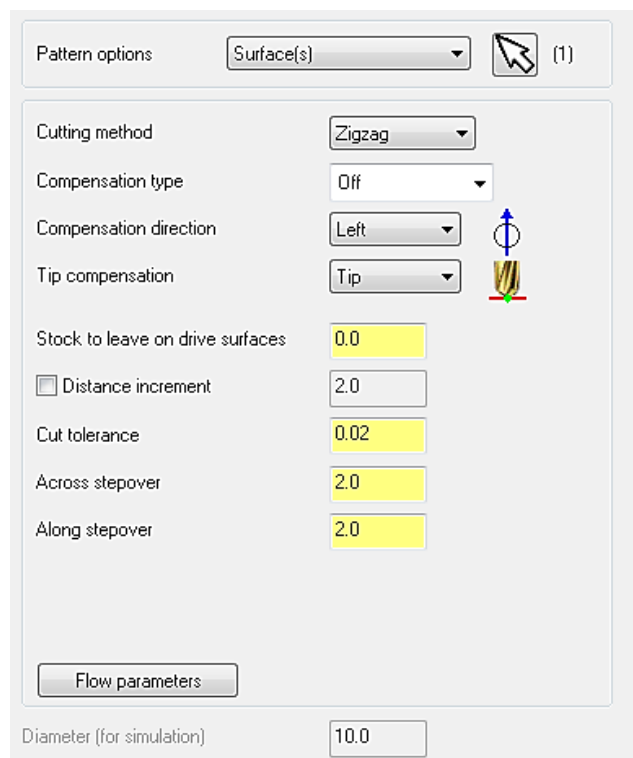 Pattern options Surface(s) (1)
Cutting method Zigzag
Compensation type Off
Compensation direction Left
Tip compensation Tip
Stock to leave on drive surfaces 0.0
Distance increment 2.0
Cut tolerance 0.02
Across stepover 2.0
Along stepover 2.0
Flow parameters
Diameter (for simulation) 10.0